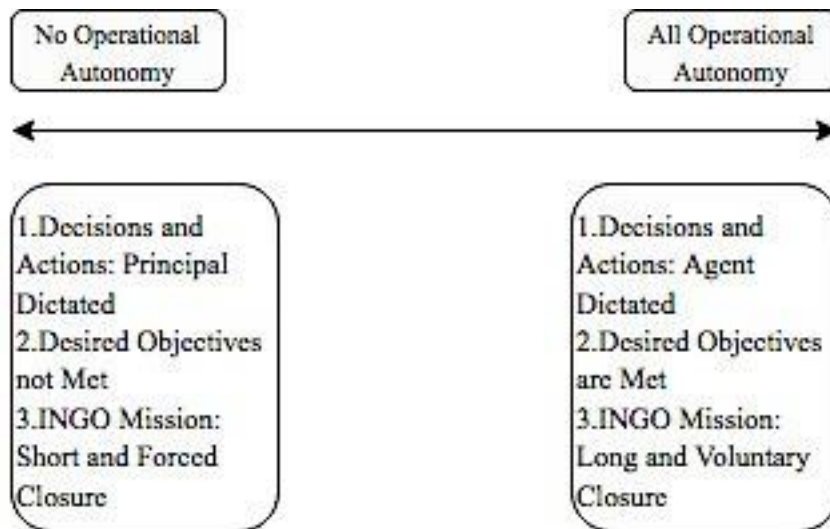 No Operational
Autonomy
All Operational
Autonomy
1.Decisions and
Actions: Principal
Dictated
2.Desired Objectives
not Met
3.INGO Mission:
Short and Forced
Closure
1.Decisions and
Actions: Agent
Dictated
2.Desired Objectives
are Met
3.INGO Mission:
Long and Voluntary
Closure